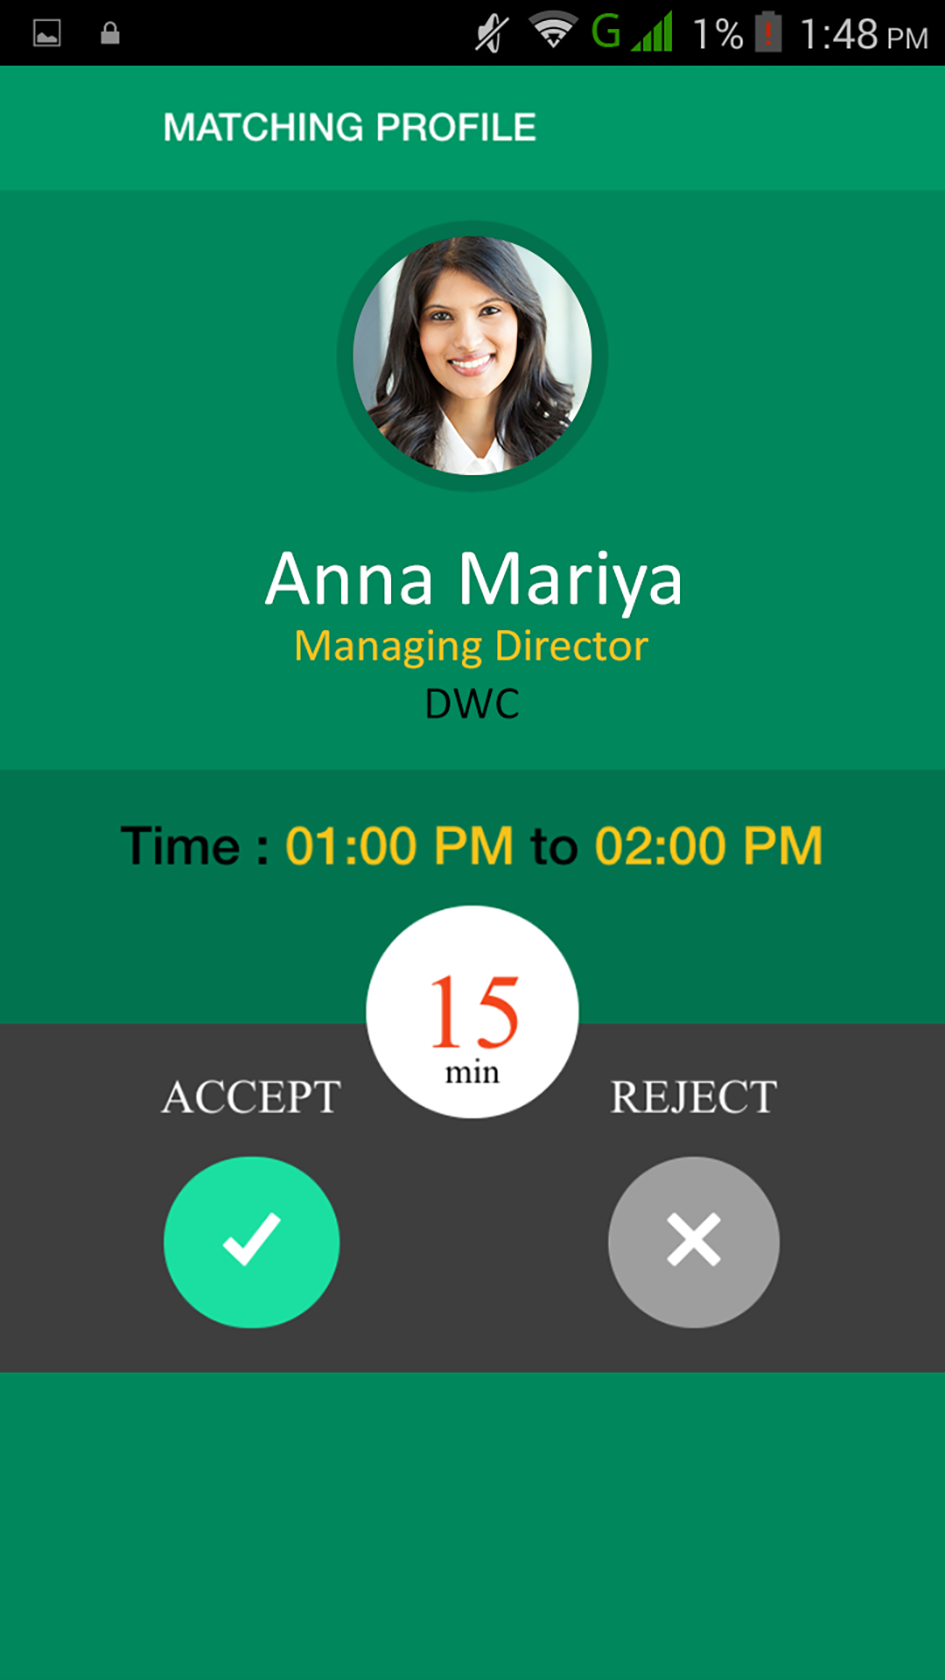 G 1% 1:48 PM
MATCHING PROFILE
Anna Mariya
Managing Director
DWC
Time : 01:00 PM to 02:00 PM
15
min
ACCEPT REJECT